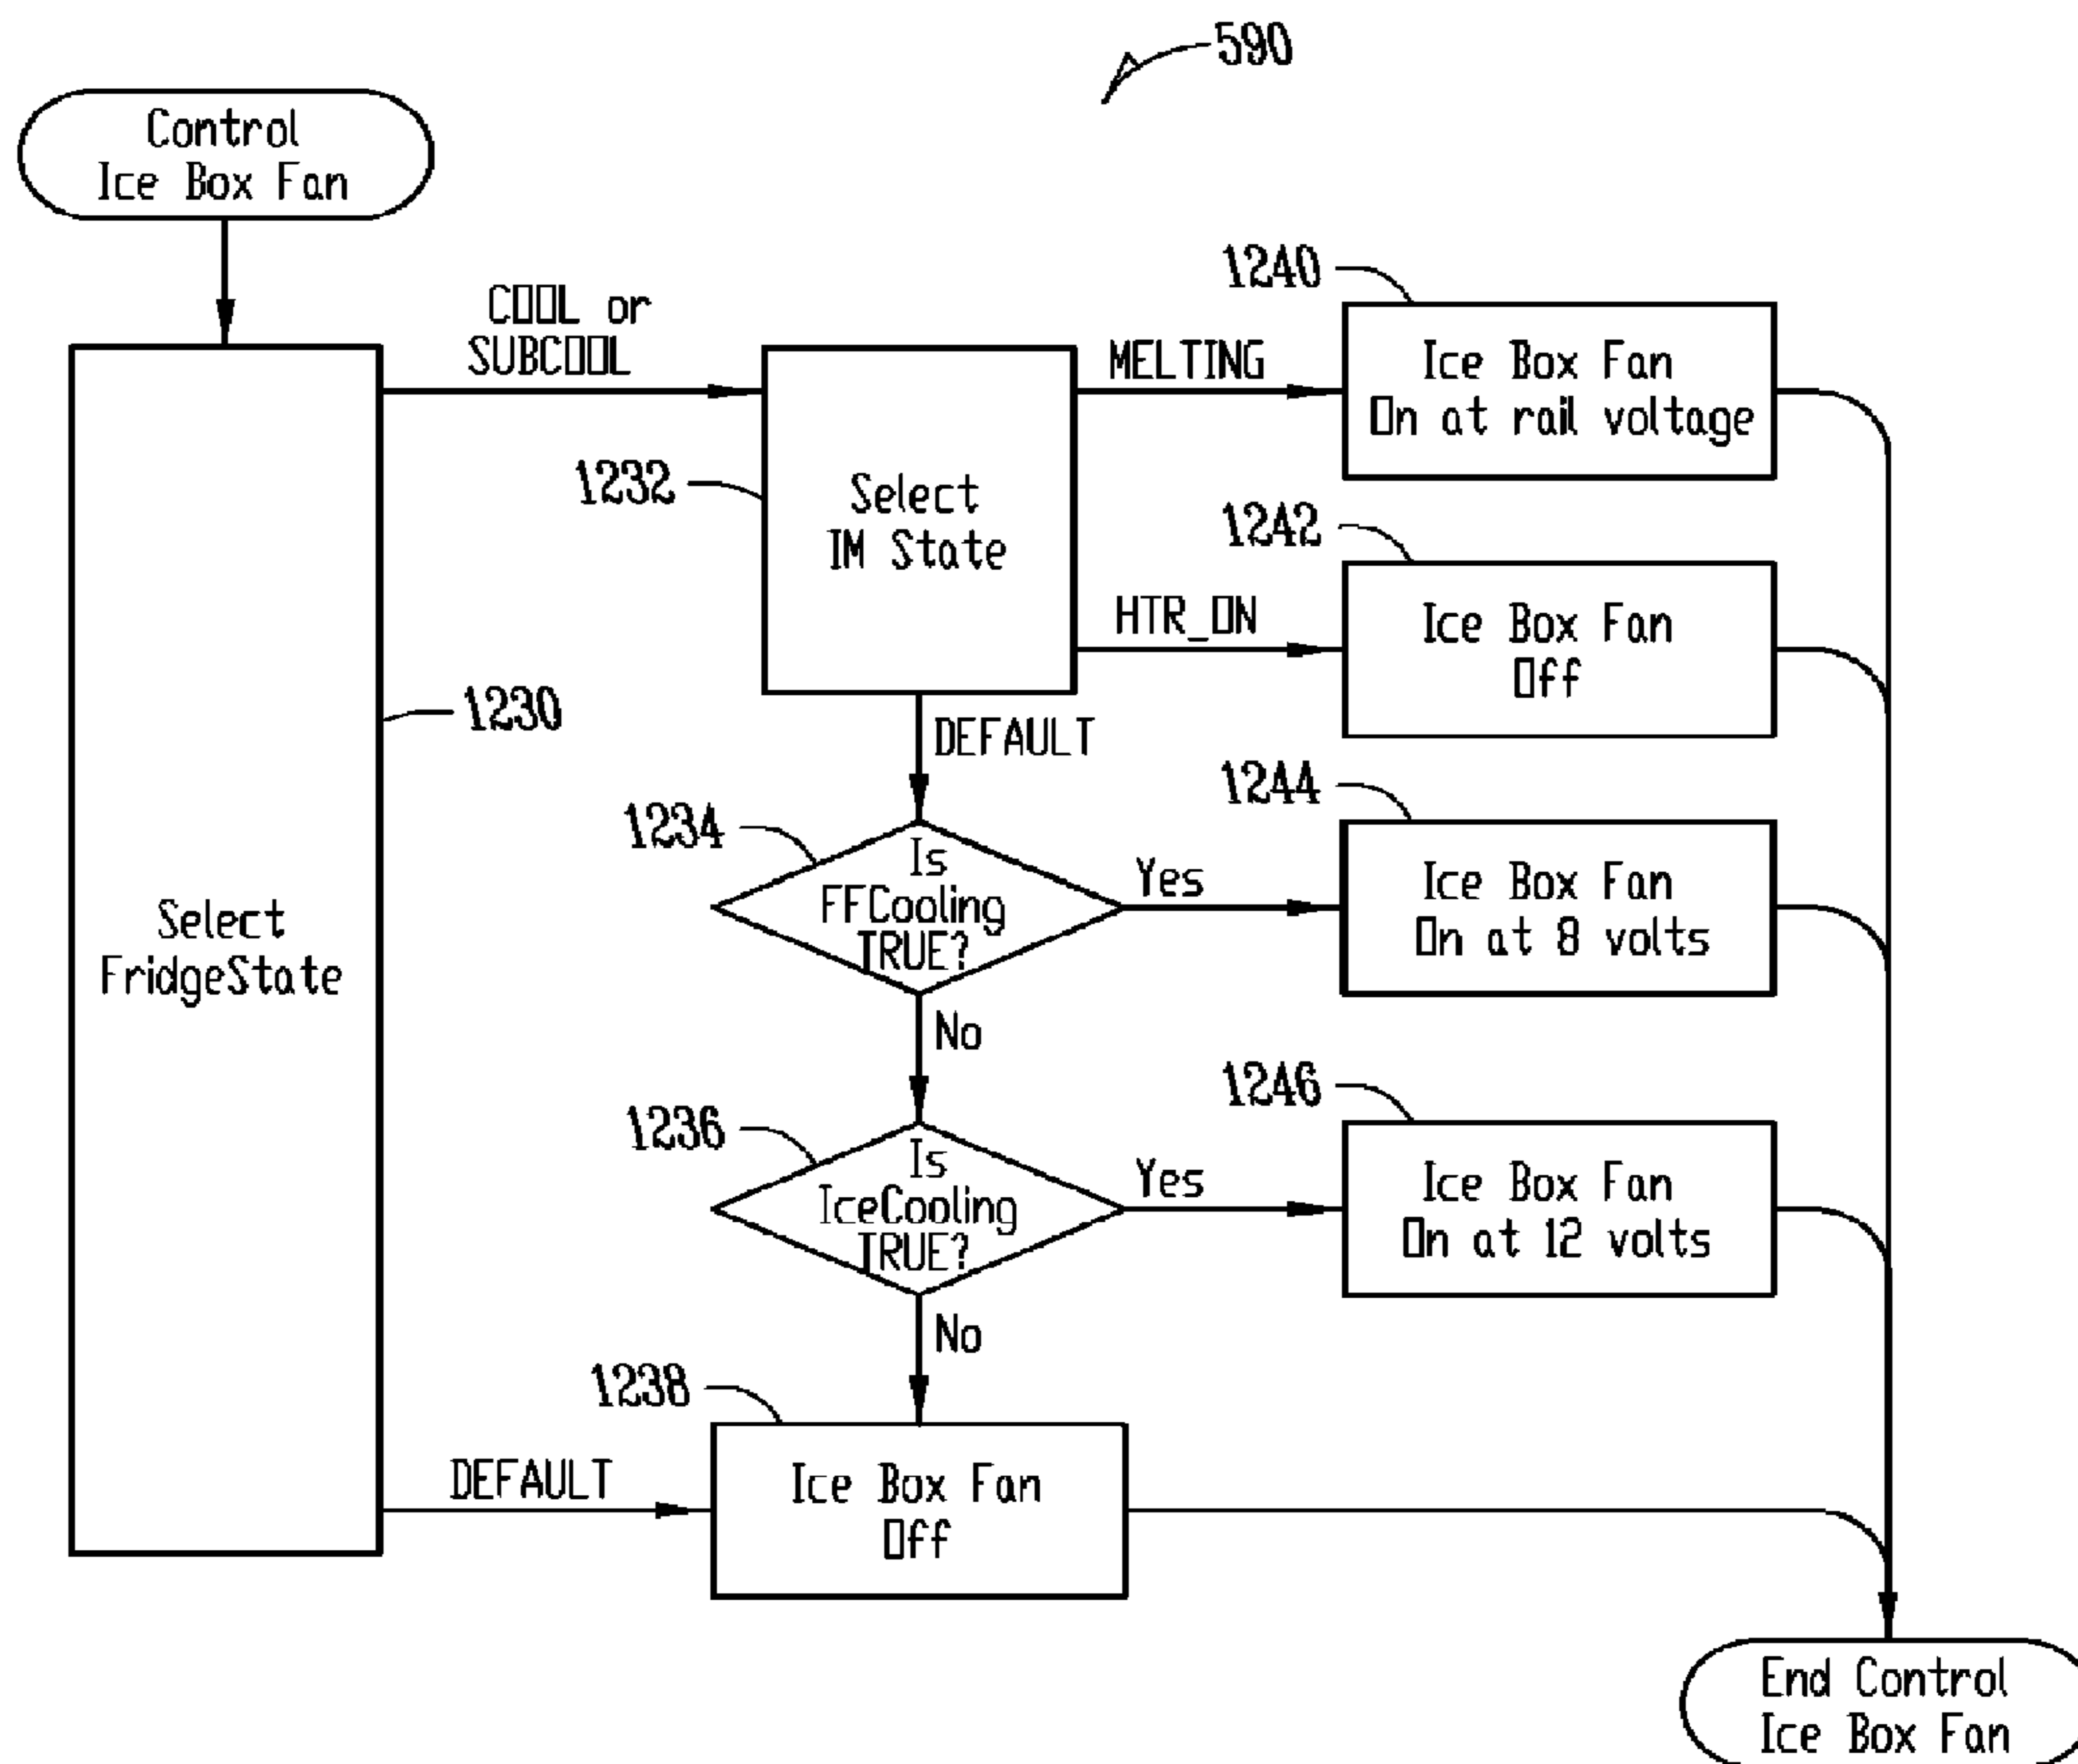 590
Control
Ice Box Fan
COOL or
SUBCOOL
1230
Select
FridgeState
1232
Select
IM State
MELTING
1240
Ice Box Fan
On at rail voltage
HTR_ON
1242
Ice Box Fan
Off
DEFAULT
1234
Is
FFCooling
TRUE?
Yes
1244
Ice Box Fan
On at 8 volts
No
1236
Is
IceCooling
TRUE?
Yes
1246
Ice Box Fan
On at 12 volts
No
DEFAULT
1238
Ice Box Fan
Off
End Control
Ice Box Fan